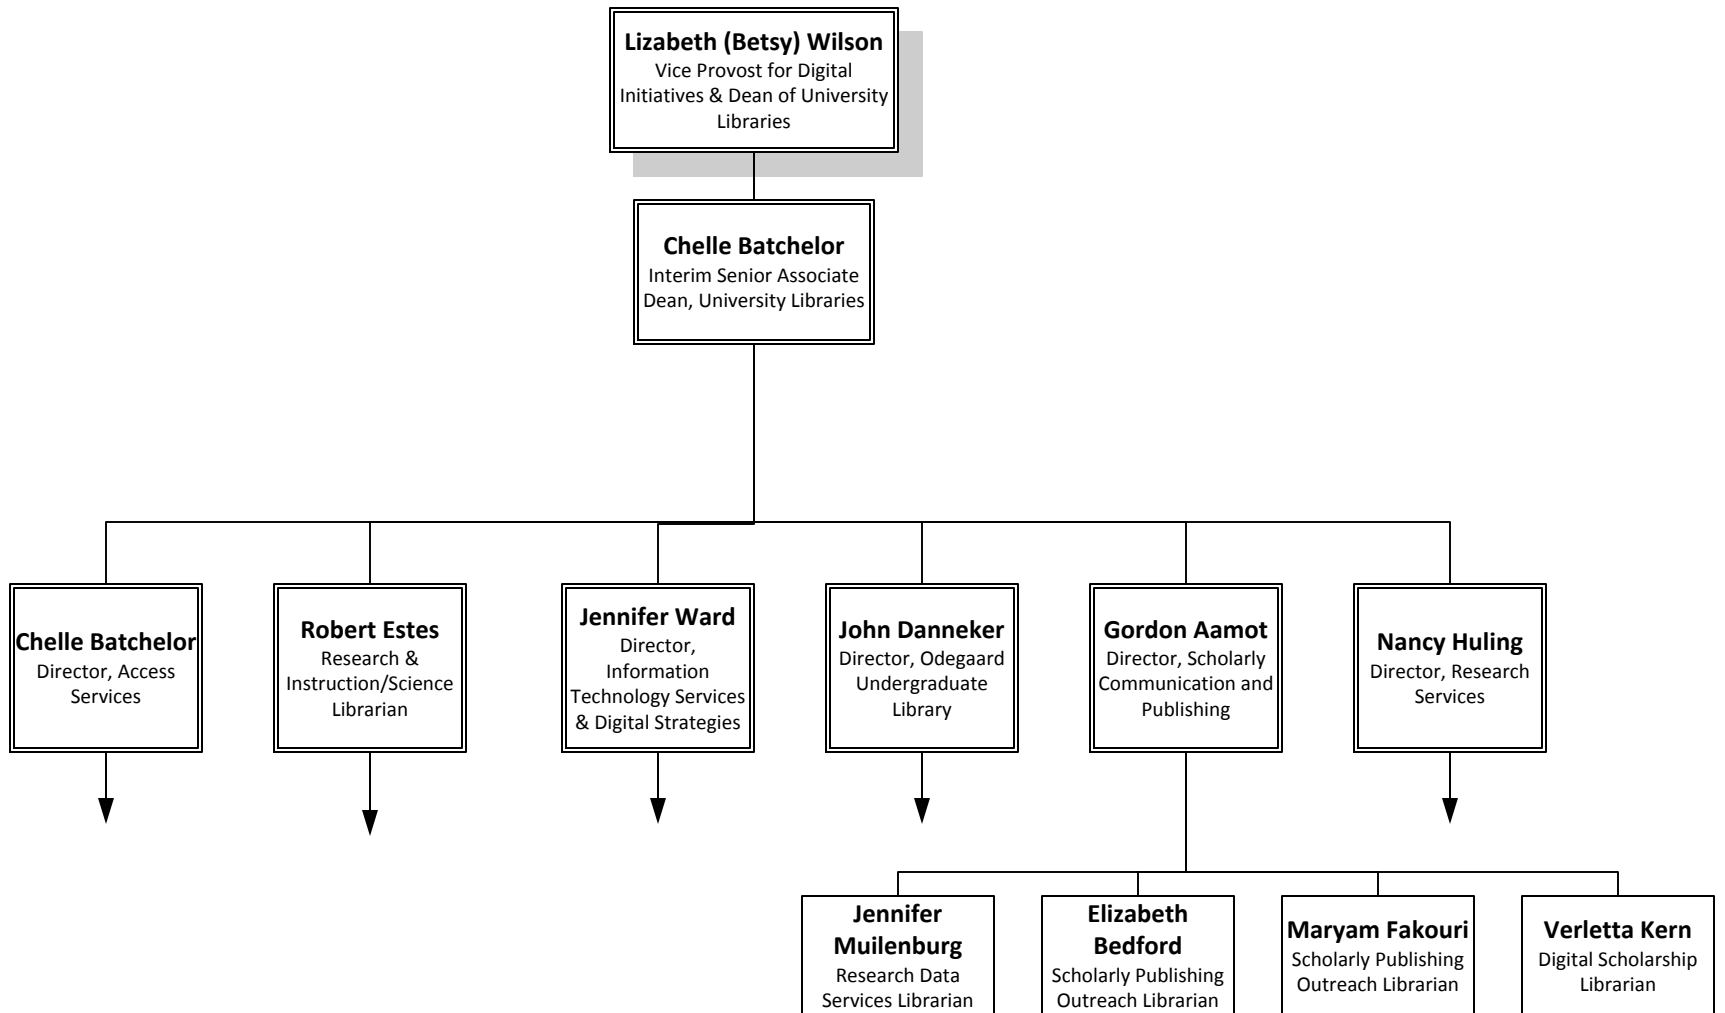 Lizabeth (Betsy) Wilson
Vice Provost for Digital
Initiatives & Dean of University
Libraries
Chelle Batchelor
Interim Senior Associate
Dean, University Libraries
Chelle Batchelor
Director, Access
Services
Robert Estes
Research &
Instruction/Science
Librarian
Jennifer Ward
Director,
Information
Technology Services
& Digital Strategies
John Danneker
Director, Odegaard
Undergraduate
Library
Gordon Aamot
Director, Scholarly
Communication and
Publishing
Nancy Huling
Director, Research
Services
Jennifer
Muilenburg
Research Data
Services Librarian
Elizabeth
Bedford
Scholarly Publishing
Outreach Librarian
Maryam Fakouri
Scholarly Publishing
Outreach Librarian
Verletta Kern
Digital Scholarship
Librarian